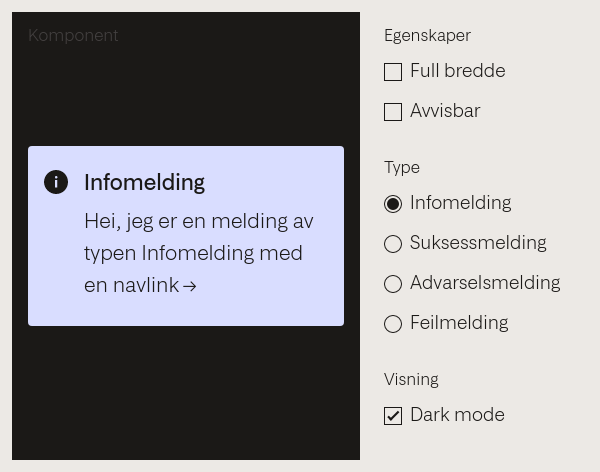 Komponent
Infomelding
Hei, jeg er en melding av
typen Infomelding med
en navlink →
Egenskaper
Full bredde
Avvisbar
Type
Infomelding
Suksessmelding
Advarselsmelding
Feilmelding
Visning
Dark mode